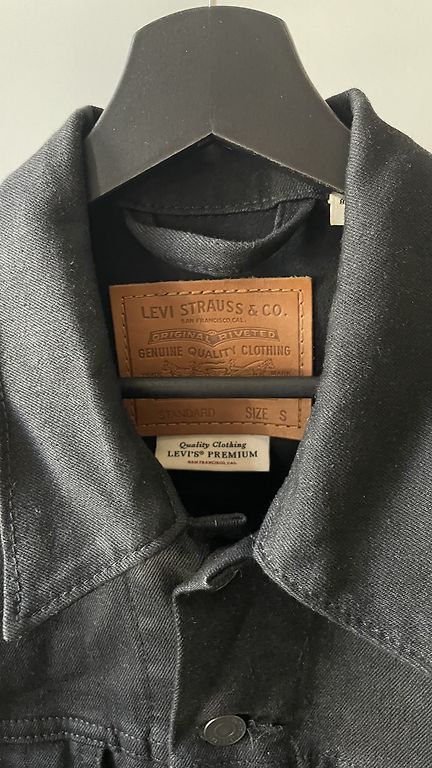 LEVI STRAUSS & CO.
SAN FRANCISCO, CAL.
ORIGINAL RIVETED
GENUINE QUALITY CLOTHING
MARK
STANDARD SIZE S
Quality Clothing
LEVI'S® PREMIUM
SAN FRANCISCO, CAL.